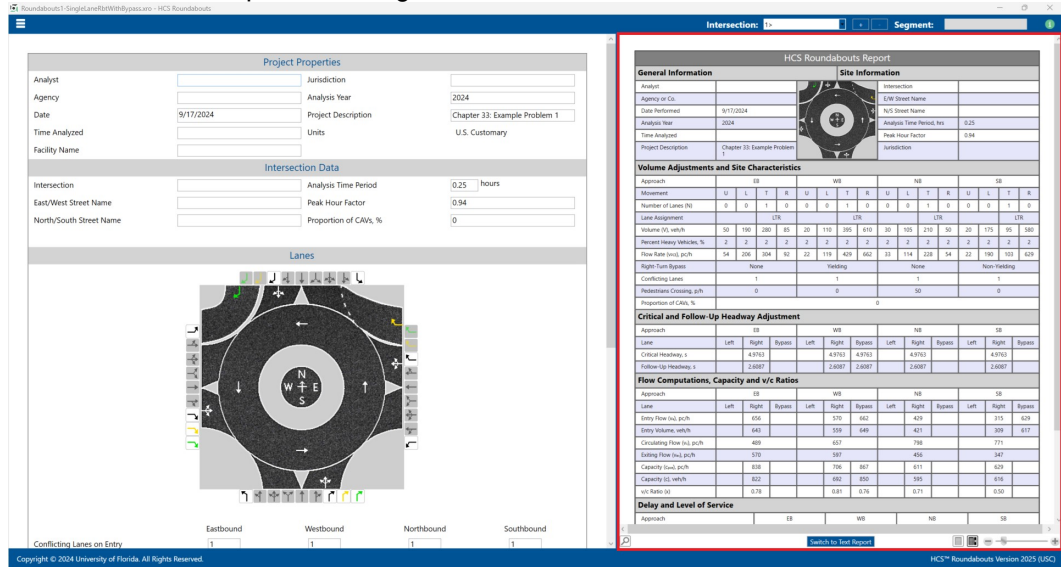 Roundabouts1-SingleLaneRbtWithBypass.xro - HCS Roundabouts
Intersection: 1> + - Segment:
Project Properties
Analyst Jurisdiction
Agency Analysis Year 2024
Date 9/17/2024 Project Description Chapter 33: Example Problem 1
Time Analyzed Units U.S. Customary
Facility Name
Intersection Data
Intersection Analysis Time Period 0.25 hours
East/West Street Name Peak Hour Factor 0.94
North/South Street Name Proportion of CAVs, % 0
Lanes
N
W E
S
Eastbound Westbound Northbound Southbound
Conflicting Lanes on Entry 1 1 1 1
HCS Roundabouts Report
General Information Site Information
Analyst Intersection
Agency or Co. E/W Street Name
Date Performed 9/17/2024 N/S Street Name
Analysis Year 2024 Analysis Time Period, hrs 0.25
Time Analyzed Peak Hour Factor 0.94
Project Description Chapter 33: Example Problem 1 Jurisdiction
Volume Adjustments and Site Characteristics
Approach EB WB NB SB
Movement U L T R U L T R U L T R U L T R
Number of Lanes (N) 0 0 1 0 0 0 1 0 0 0 1 0 0 0 1 0
Lane Assignment LTR LTR LTR LTR
Volume (V), veh/h 50 190 280 85 20 110 395 610 30 105 210 50 20 175 95 580
Percent Heavy Vehicles, % 2 2 2 2 2 2 2 2 2 2 2 2 2 2 2 2
Flow Rate (vPCE), pc/h 54 206 304 92 22 119 429 662 33 114 228 54 22 190 103 629
Right-Turn Bypass None Yielding None Non-Yielding
Conflicting Lanes 1 1 1 1
Pedestrians Crossing, p/h 0 0 50 0
Proportion of CAVs, % 0
Critical and Follow-Up Headway Adjustment
Approach EB WB NB SB
Lane Left Right Bypass Left Right Bypass Left Right Bypass Left Right Bypass
Critical Headway, s 4.9763 4.9763 4.9763 4.9763 4.9763
Follow-Up Headway, s 2.6087 2.6087 2.6087 2.6087 2.6087
Flow Computations, Capacity and v/c Ratios
Approach EB WB NB SB
Lane Left Right Bypass Left Right Bypass Left Right Bypass Left Right Bypass
Entry Flow (ve), pc/h 656 570 662 429 315 629
Entry Volume, veh/h 643 559 649 421 309 617
Circulating Flow (vc), pc/h 489 657 798 771
Exiting Flow (vex), pc/h 570 597 456 347
Capacity (cpce), pc/h 838 706 867 611 629
Capacity (c), veh/h 822 692 850 595 616
v/c Ratio (x) 0.78 0.81 0.76 0.71 0.50
Delay and Level of Service
Approach EB WB NB SB
Switch to Text Report
Copyright © 2024 University of Florida. All Rights Reserved. HCS™ Roundabouts Version 2025 (USC)